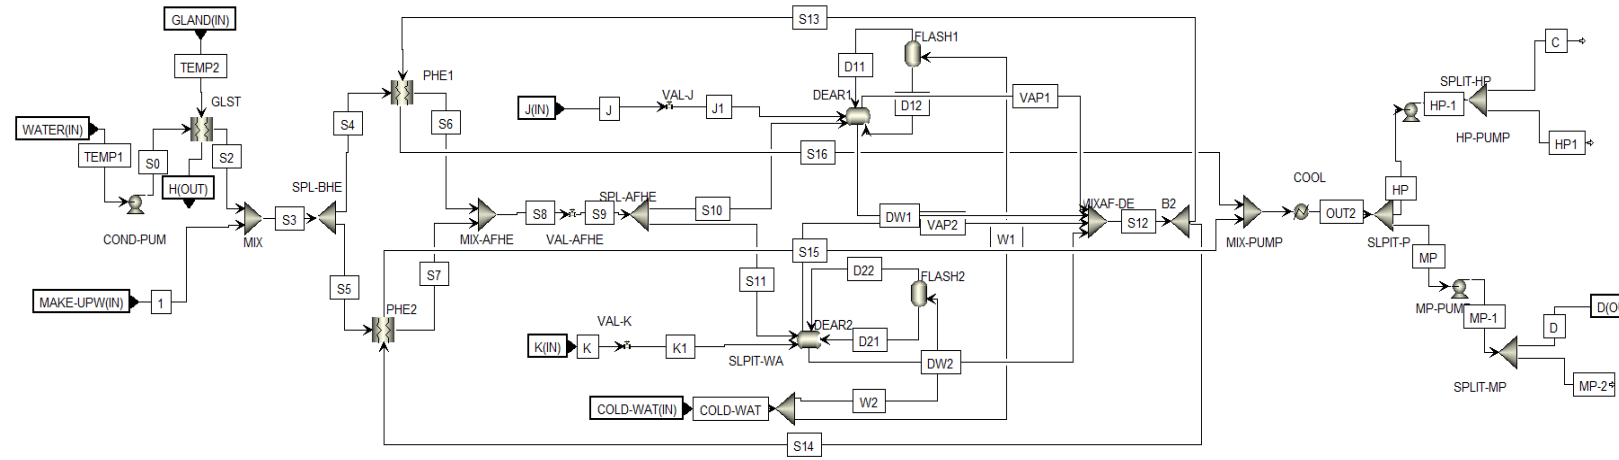 GLAND(IN)
TEMP2
GLST
WATER(IN)
TEMP1
S0
S2
H(OUT)
COND-PUM
MIX
S3
SPL-BHE
MAKE-UPW(IN)
1
S4
S5
S13
PHE1
S6
PHE2
S7
MIX-AFHE
S8
VAL-AFHE
S9
SPL-AFHE
S10
S11
J(IN)
J
VAL-J
J1
DEAR1
D11
FLASH1
D12
VAP1
S16
DW1
VAP2
W1
S15
MIXAF-DE
S12
B2
D22
FLASH2
DEAR2
D21
DW2
K(IN)
K
VAL-K
K1
SLPIT-WA
COLD-WAT(IN)
COLD-WAT
W2
S14
MIX-PUMP
COOL
OUT2
SLPIT-P
HP
HP-1
SPLIT-HP
C
HP-PUMP
HP1
MP
MP-PUMP
MP-1
SPLIT-MP
D
D(OU
MP-2